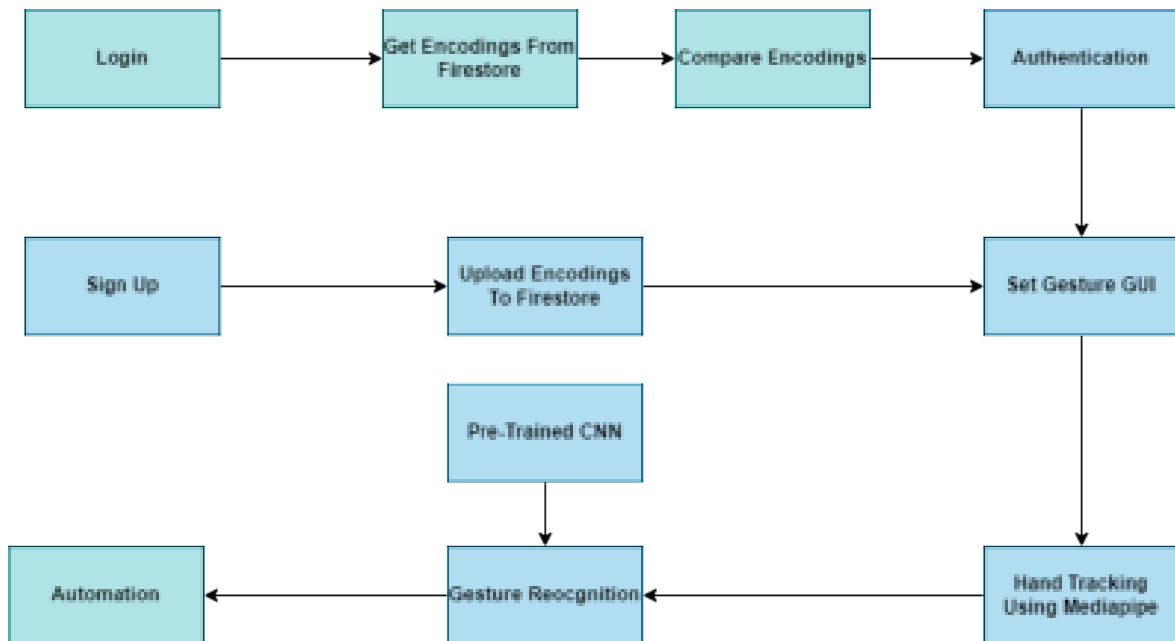 Login
Get Encodings From
Firestore
Compare Encodings
Authentication
Sign Up
Upload Encodings
To Firestore
Set Gesture GUI
Pre-Trained CNN
Automation
Gesture Reocgnition
Hand Tracking
Using Mediapipe